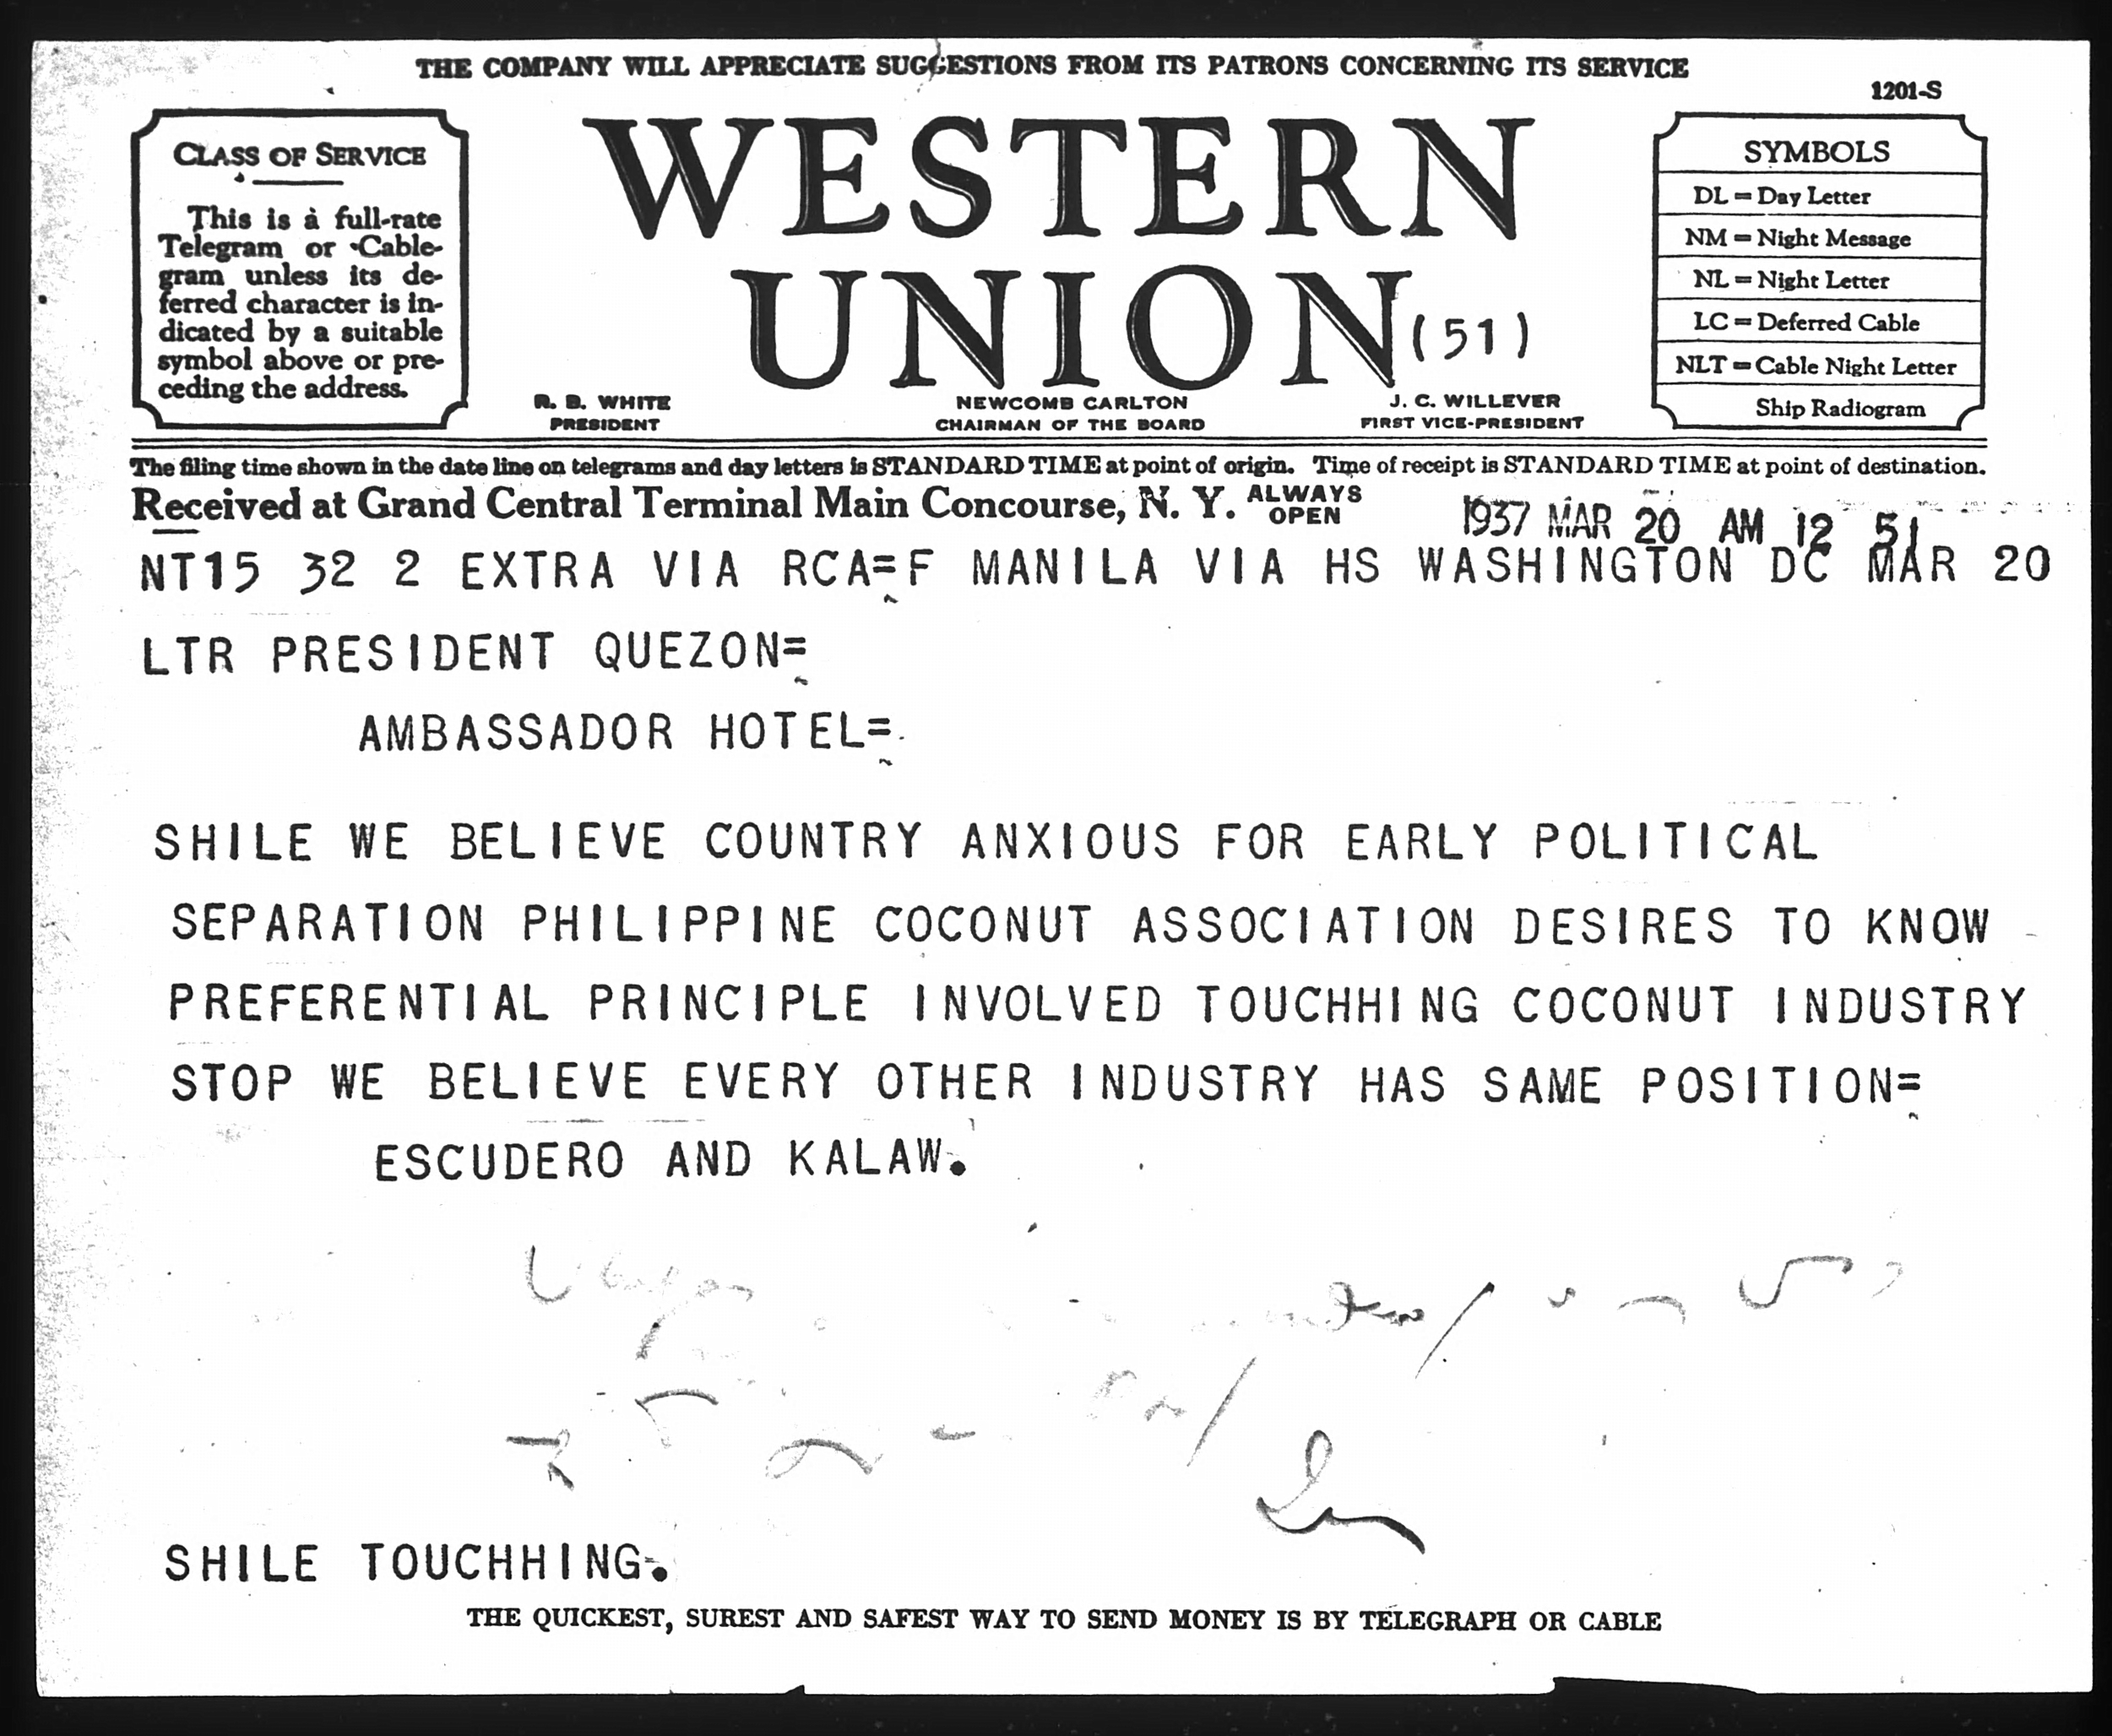 THE COMPANY WILL APPRECIATE SUGGESTIONS FROM ITS PATRONS CONCERNING ITS SERVICE
1201-S
CLASS OF SERVICE
This is a full-rate
Telegram or Cable-
gram unless its de-
ferred character is in-
dicated by a suitable
symbol above or pre-
ceding the address.
WESTERN
UNION (51)
R. B. WHITE
PRESIDENT
NEWCOMB CARLTON
CHAIRMAN OF THE BOARD
J. C. WILLEVER
FIRST VICE-PRESIDENT
SYMBOLS
DL = Day Letter
NM = Night Message
NL = Night Letter
LC = Deferred Cable
NLT = Cable Night Letter
Ship Radiogram
The filing time shown in the date line on telegrams and day letters is STANDARD TIME at point of origin. Time of receipt is STANDARD TIME at point of destination.
Received at Grand Central Terminal Main Concourse, N. Y. ALWAYS OPEN
1937 MAR 20 AM 12 51
NT15 32 2 EXTRA VIA RCA=F MANILA VIA HS WASHINGTON DC MAR 20
LTR PRESIDENT QUEZON=
AMBASSADOR HOTEL=
SHILE WE BELIEVE COUNTRY ANXIOUS FOR EARLY POLITICAL
SEPARATION PHILIPPINE COCONUT ASSOCIATION DESIRES TO KNOW
PREFERENTIAL PRINCIPLE INVOLVED TOUCHHING COCONUT INDUSTRY
STOP WE BELIEVE EVERY OTHER INDUSTRY HAS SAME POSITION=
ESCUDERO AND KALAW.
SHILE TOUCHHING.
THE QUICKEST, SUREST AND SAFEST WAY TO SEND MONEY IS BY TELEGRAPH OR CABLE